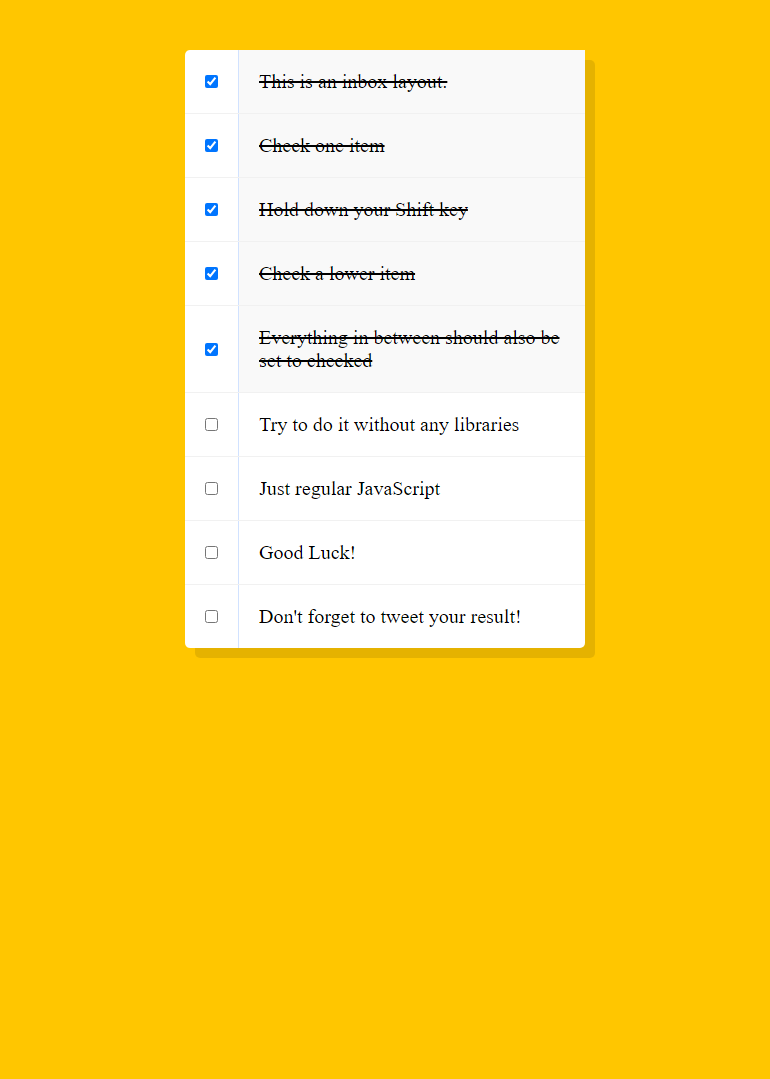 This is an inbox layout.
Check one item
Hold down your Shift key
Check a lower item
Everything in between should also be
set to checked
Try to do it without any libraries
Just regular JavaScript
Good Luck!
Don't forget to tweet your result!